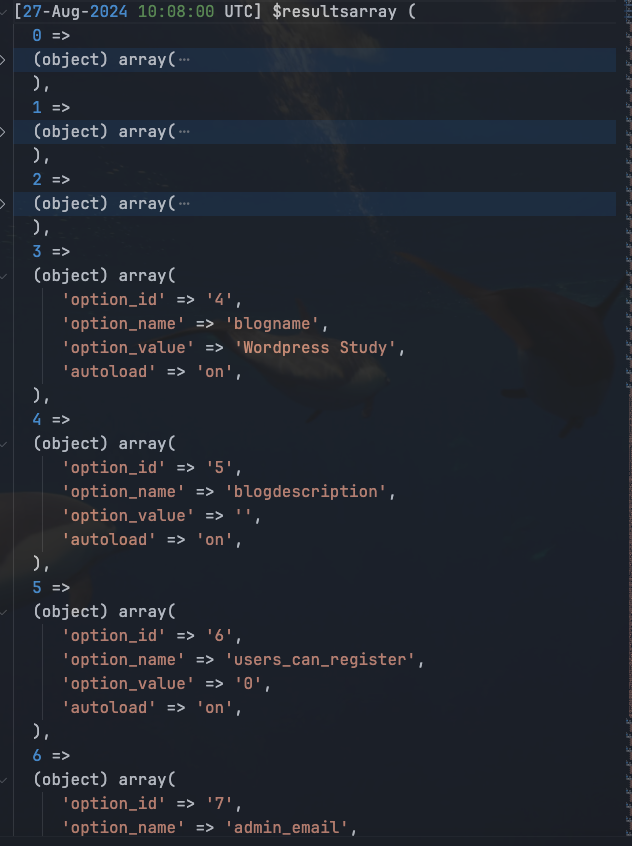 [27-Aug-2024 10:08:00 UTC] $resultsarray (
0 =>
(object) array(···
),
1 =>
(object) array(···
),
2 =>
(object) array(···
),
3 =>
(object) array(
'option_id' => '4',
'option_name' => 'blogname',
'option_value' => 'Wordpress Study',
'autoload' => 'on',
),
4 =>
(object) array(
'option_id' => '5',
'option_name' => 'blogdescription',
'option_value' => '',
'autoload' => 'on',
),
5 =>
(object) array(
'option_id' => '6',
'option_name' => 'users_can_register',
'option_value' => '0',
'autoload' => 'on',
),
6 =>
(object) array(
'option_id' => '7',
'option_name' => 'admin_email',